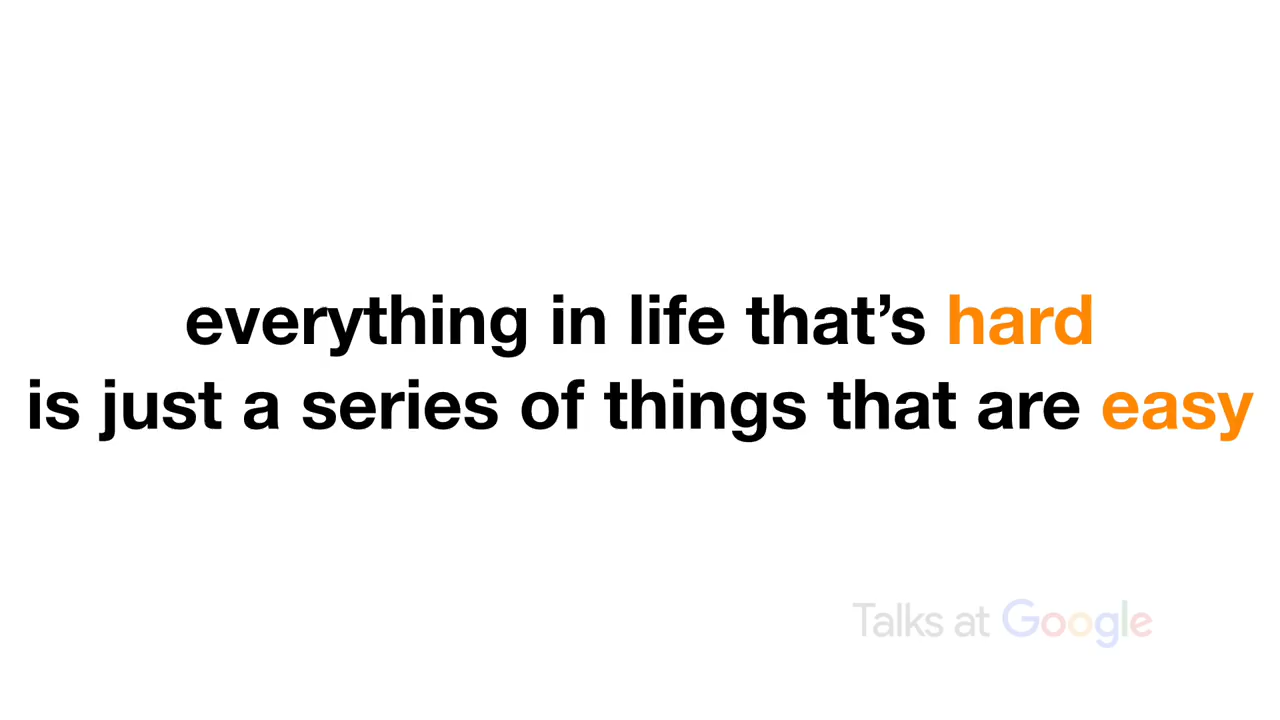 everything in life that’s hard
is just a series of things that are easy
Talks at Google